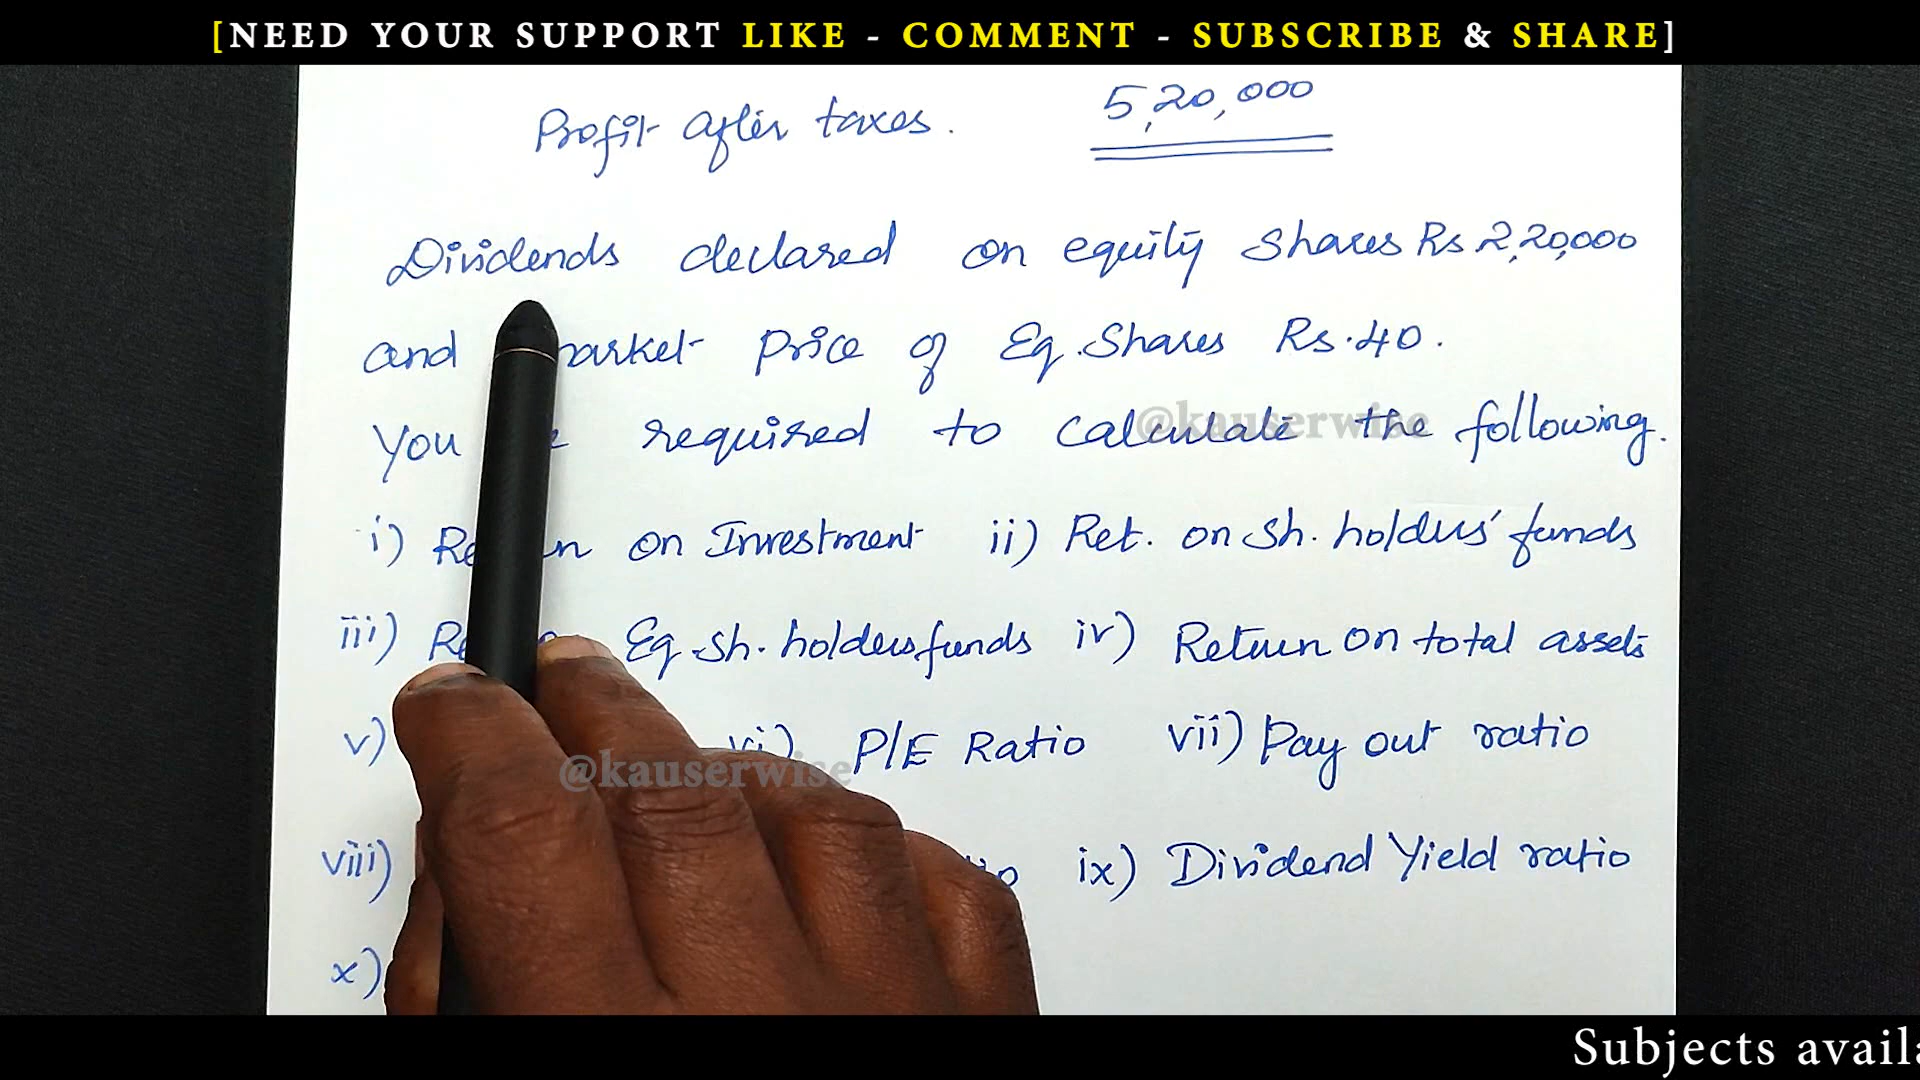 [NEED YOUR SUPPORT LIKE - COMMENT - SUBSCRIBE & SHARE]
Profit after taxes. 5,20,000
Dividends declared on equity Shares Rs 2,20,000
and market Price of Eq. Shares Rs. 40.
You required to calculate the following.
@kauserwise
i) on Investment ii) Ret. on Sh. holders' funds
iii) Eq. Sh. holders funds iv) Return on total assets
v) vi) P/E Ratio vii) Pay out ratio
@kauserwise
viii) ix) Dividend Yield ratio
x)
Subjects